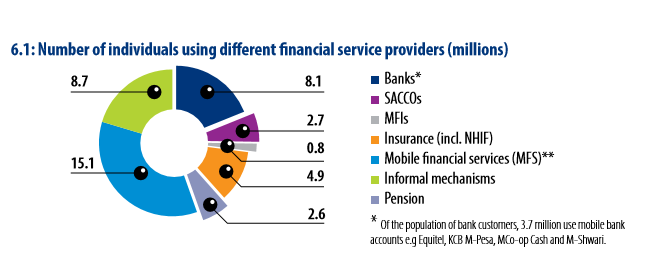 6.1: Number of individuals using different financial service providers (millions)
8.7
8.1
2.7
0.8
15.1
4.9
2.6
Banks*
SACCOs
MFIs
Insurance (incl. NHIF)
Mobile financial services (MFS)**
Informal mechanisms
Pension
* Of the population of bank customers, 3.7 million use mobile bank
accounts e.g Equitel, KCB M-Pesa, MCo-op Cash and M-Shwari.